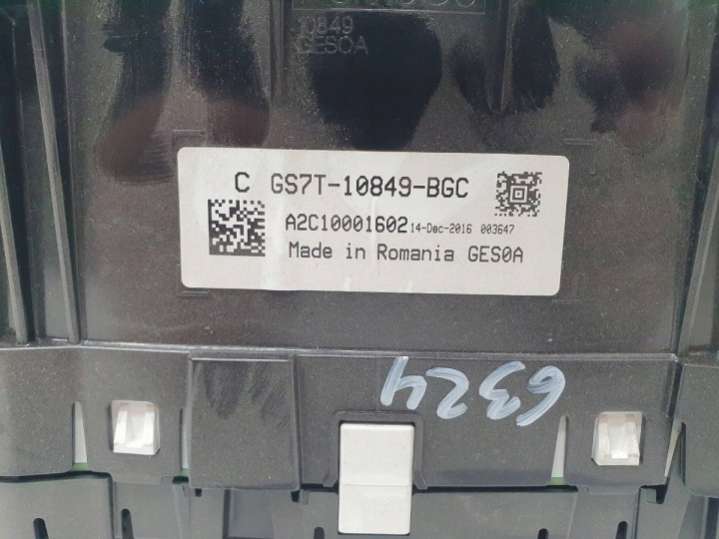 10849
GES0A
C GS7T-10849-BGC
A2C10001602 14-Dec-2016 003647
Made in Romania GES0A
6324